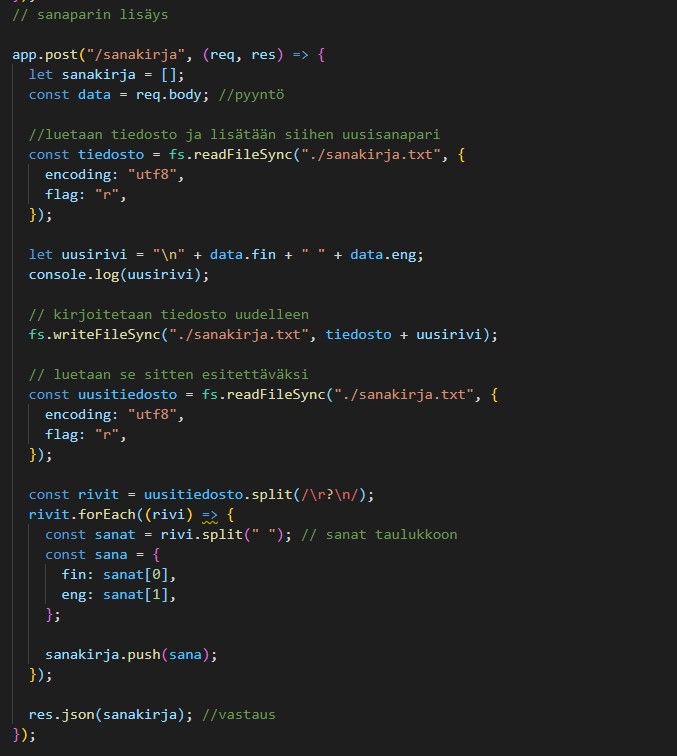 });
// sanaparin lisäys
app.post("/sanakirja", (req, res) => {
let sanakirja = [];
const data = req.body; //pyyntö
//luetaan tiedosto ja lisätään siihen uusisanapari
const tiedosto = fs.readFileSync("./sanakirja.txt", {
encoding: "utf8",
flag: "r",
});
let uusirivi = "\n" + data.fin + " " + data.eng;
console.log(uusirivi);
// kirjoitetaan tiedosto uudelleen
fs.writeFileSync("./sanakirja.txt", tiedosto + uusirivi);
// luetaan se sitten esitettäväksi
const uusitiedosto = fs.readFileSync("./sanakirja.txt", {
encoding: "utf8",
flag: "r",
});
const rivit = uusitiedosto.split(/\r?\n/);
rivit.forEach((rivi) => {
const sanat = rivi.split(" "); // sanat taulukkoon
const sana = {
fin: sanat[0],
eng: sanat[1],
};
sanakirja.push(sana);
});
res.json(sanakirja); //vastaus
});